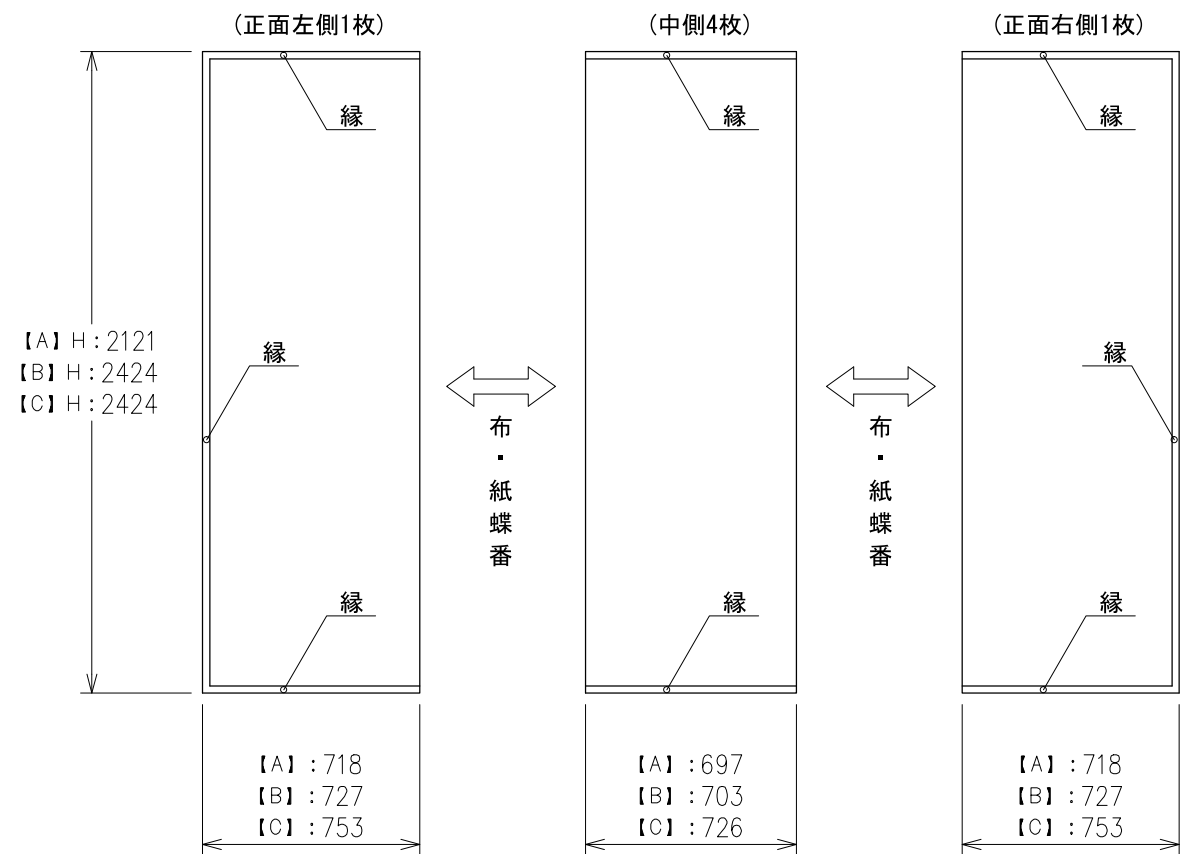 (正面左側1枚)
(中側4枚)
(正面右側1枚)
縁
縁
縁
【A】H:2121
【B】H:2424
【C】H:2424
縁
縁
布・紙蝶番
布・紙蝶番
縁
縁
縁
【A】:718
【B】:727
【C】:753
【A】:697
【B】:703
【C】:726
【A】:718
【B】:727
【C】:753